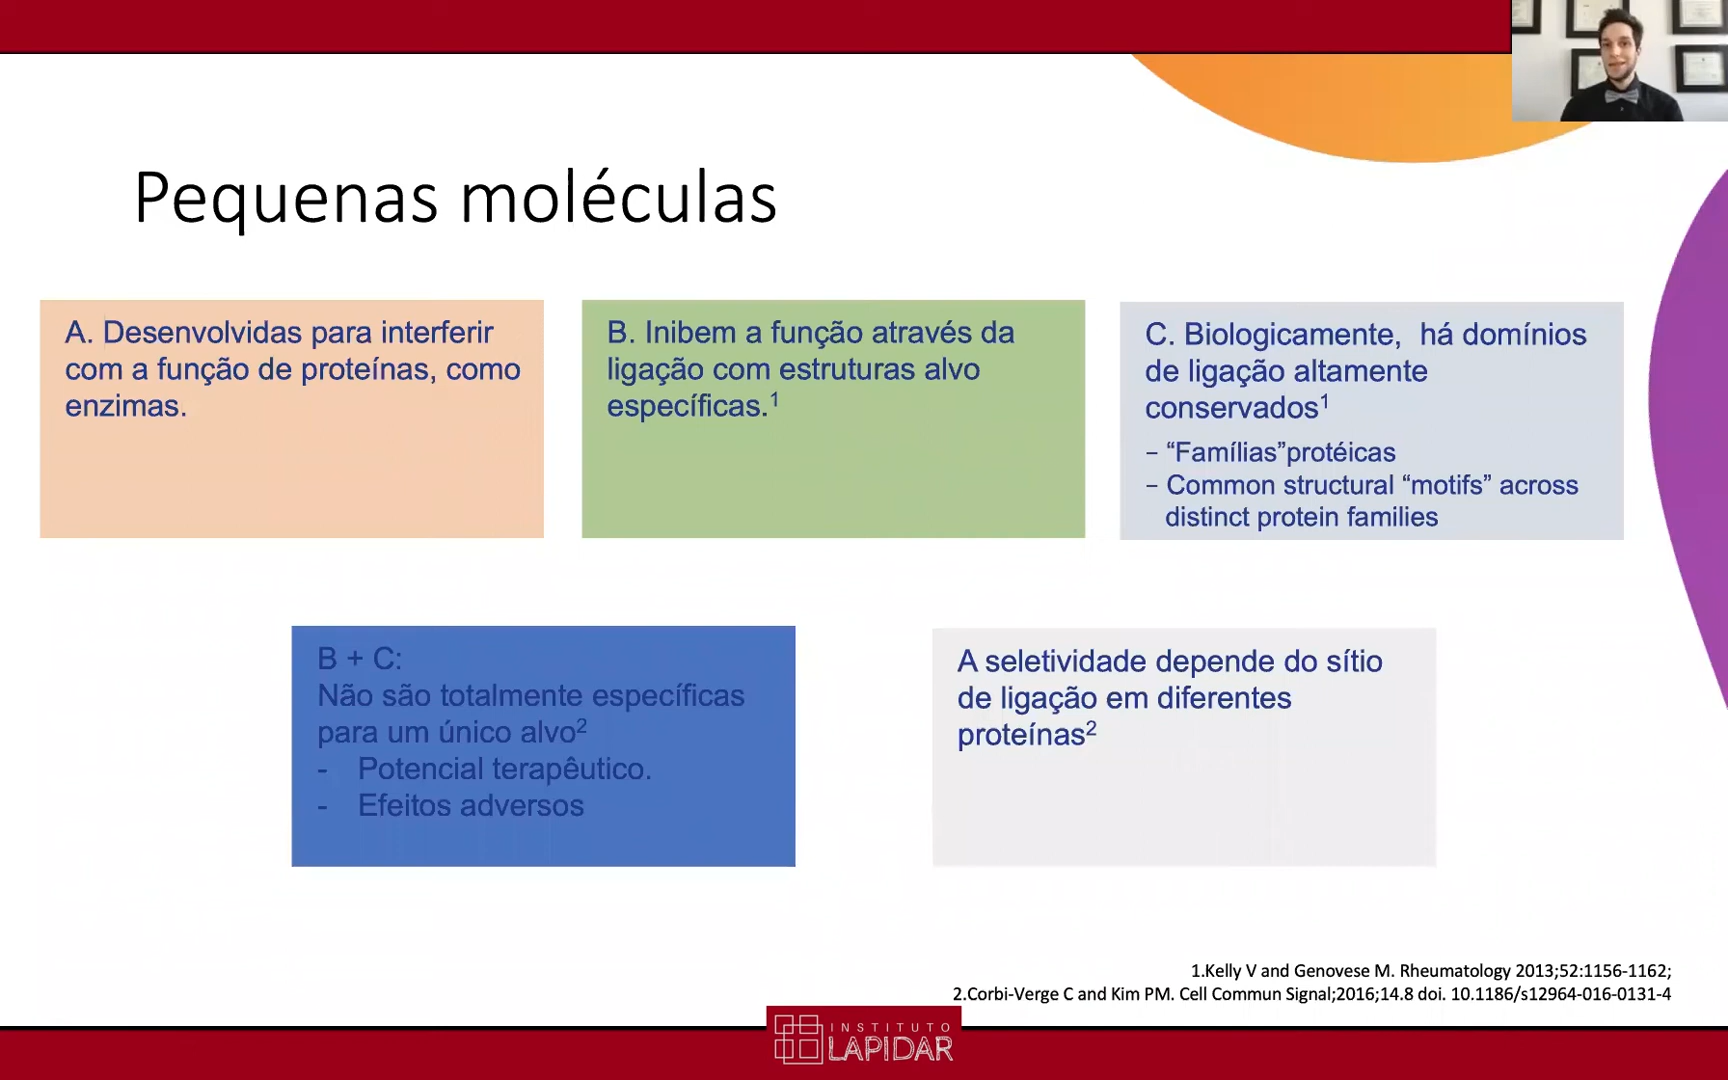 Pequenas moléculas
A. Desenvolvidas para interferir
com a função de proteínas, como
enzimas.
B. Inibem a função através da
ligação com estruturas alvo
específicas.¹
C. Biologicamente,  há domínios
de ligação altamente
conservados¹
– “Famílias”protéicas
– Common structural “motifs” across
distinct protein families
B + C:
Não são totalmente específicas
para um único alvo²
- Potencial terapêutico.
- Efeitos adversos
A seletividade depende do sítio
de ligação em diferentes
proteínas²
1.Kelly V and Genovese M. Rheumatology 2013;52:1156-1162;
2.Corbi-Verge C and Kim PM. Cell Commun Signal;2016;14.8 doi. 10.1186/s12964-016-0131-4
INSTITUTO
LAPIDAR